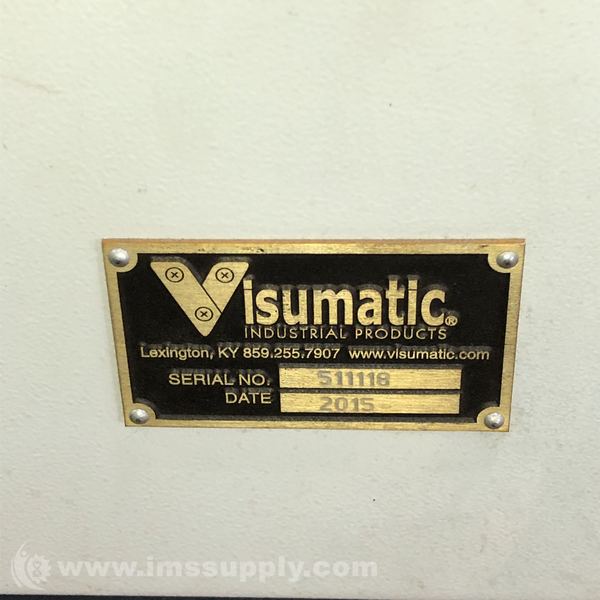 Visumatic®
INDUSTRIAL PRODUCTS
Lexington, KY 859.255.7907 www.visumatic.com
SERIAL NO. 511118
DATE 2015
www.imssupply.com